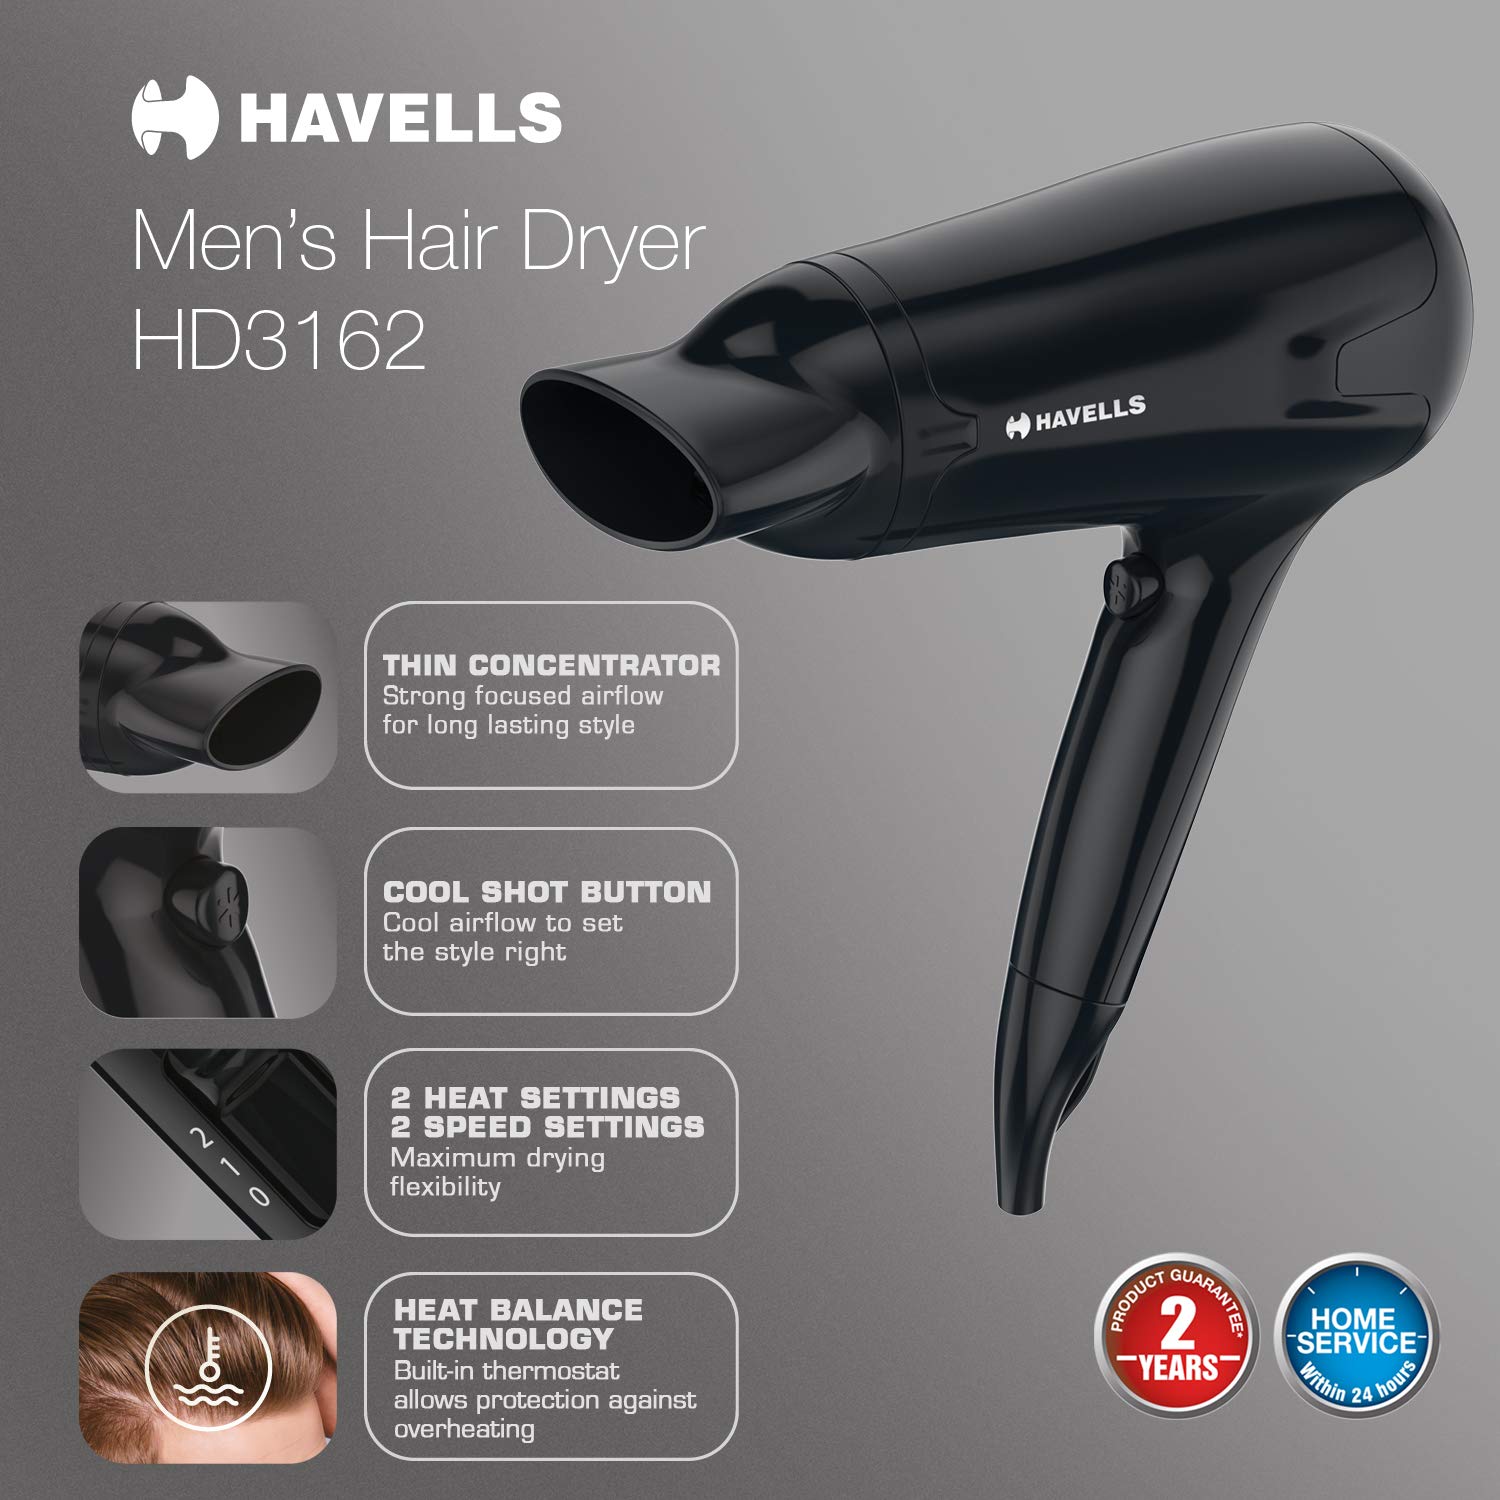 HAVELLS
Men's Hair Dryer
HD3162
HAVELLS
THIN CONCENTRATOR
Strong focused airflow
for long lasting style
COOL SHOT BUTTON
Cool airflow to set
the style right
2 1 0
2 HEAT SETTINGS
2 SPEED SETTINGS
Maximum drying
flexibility
HEAT BALANCE
TECHNOLOGY
Built-in thermostat
allows protection against
overheating
PRODUCT GUARANTEE*
2
YEARS
HOME
SERVICE
Within 24 hours